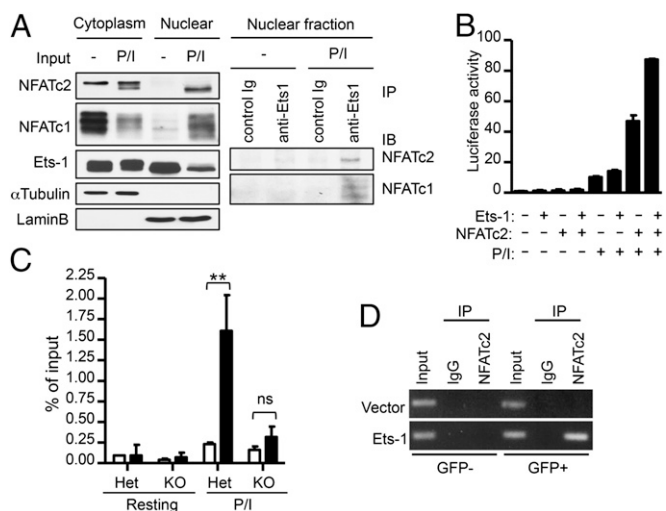 A
Cytoplasm Nuclear Nuclear fraction
Input - P/I - P/I - P/I
control Ig anti-Ets1 control Ig anti-Ets1 IP
NFATc2
NFATc1
Ets-1
αTubulin
LaminB
IB
NFATc2
NFATc1
B
Luciferase activity
100
80
60
40
20
0
Ets-1: - + - + - + - +
NFATc2: - - + + - - + +
P/I: - - - - + + + +
C
% of input
2.25
2.00
1.75
1.50
1.25
1.00
0.75
0.50
0.25
0.00
**
ns
Het KO Het KO
Resting P/I
D
IP IP
Input IgG NFATc2 Input IgG NFATc2
Vector
Ets-1
GFP- GFP+